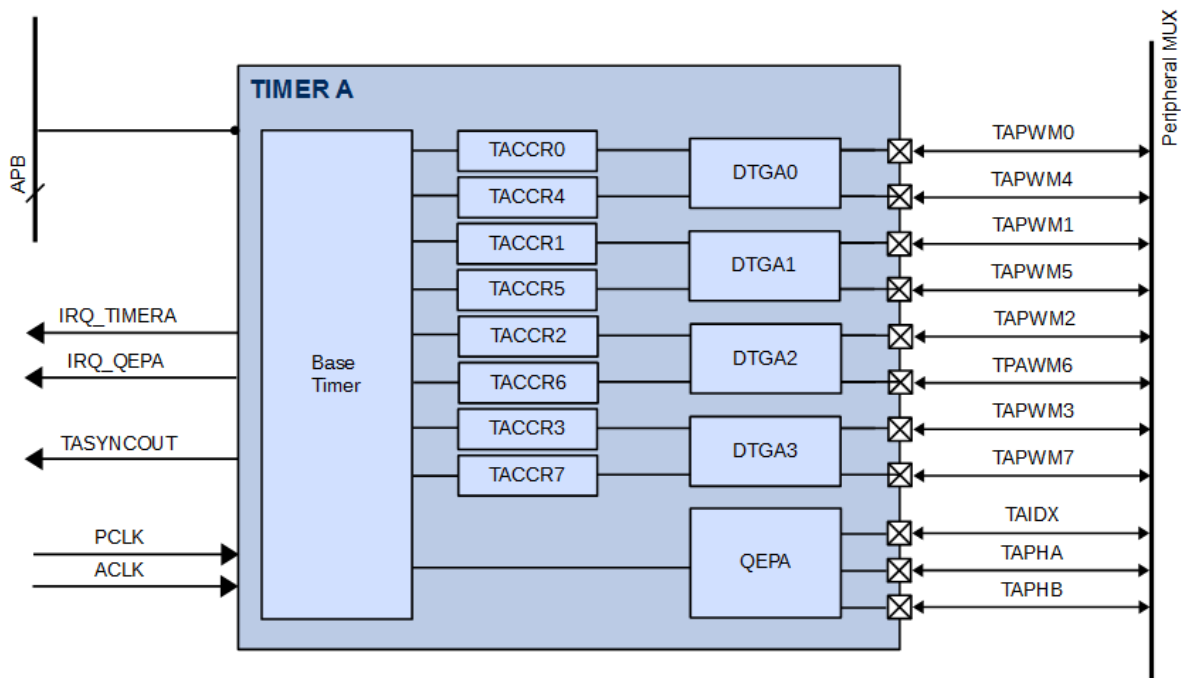 Peripheral MUX
APB
TIMER A
Base
Timer
TACCR0
TACCR4
TACCR1
TACCR5
TACCR2
TACCR6
TACCR3
TACCR7
DTGA0
DTGA1
DTGA2
DTGA3
QEPA
TAPWM0
TAPWM4
TAPWM1
TAPWM5
TAPWM2
TPAWM6
TAPWM3
TAPWM7
TAIDX
TAPHA
TAPHB
IRQ_TIMERA
IRQ_QEPA
TASYNCOUT
PCLK
ACLK